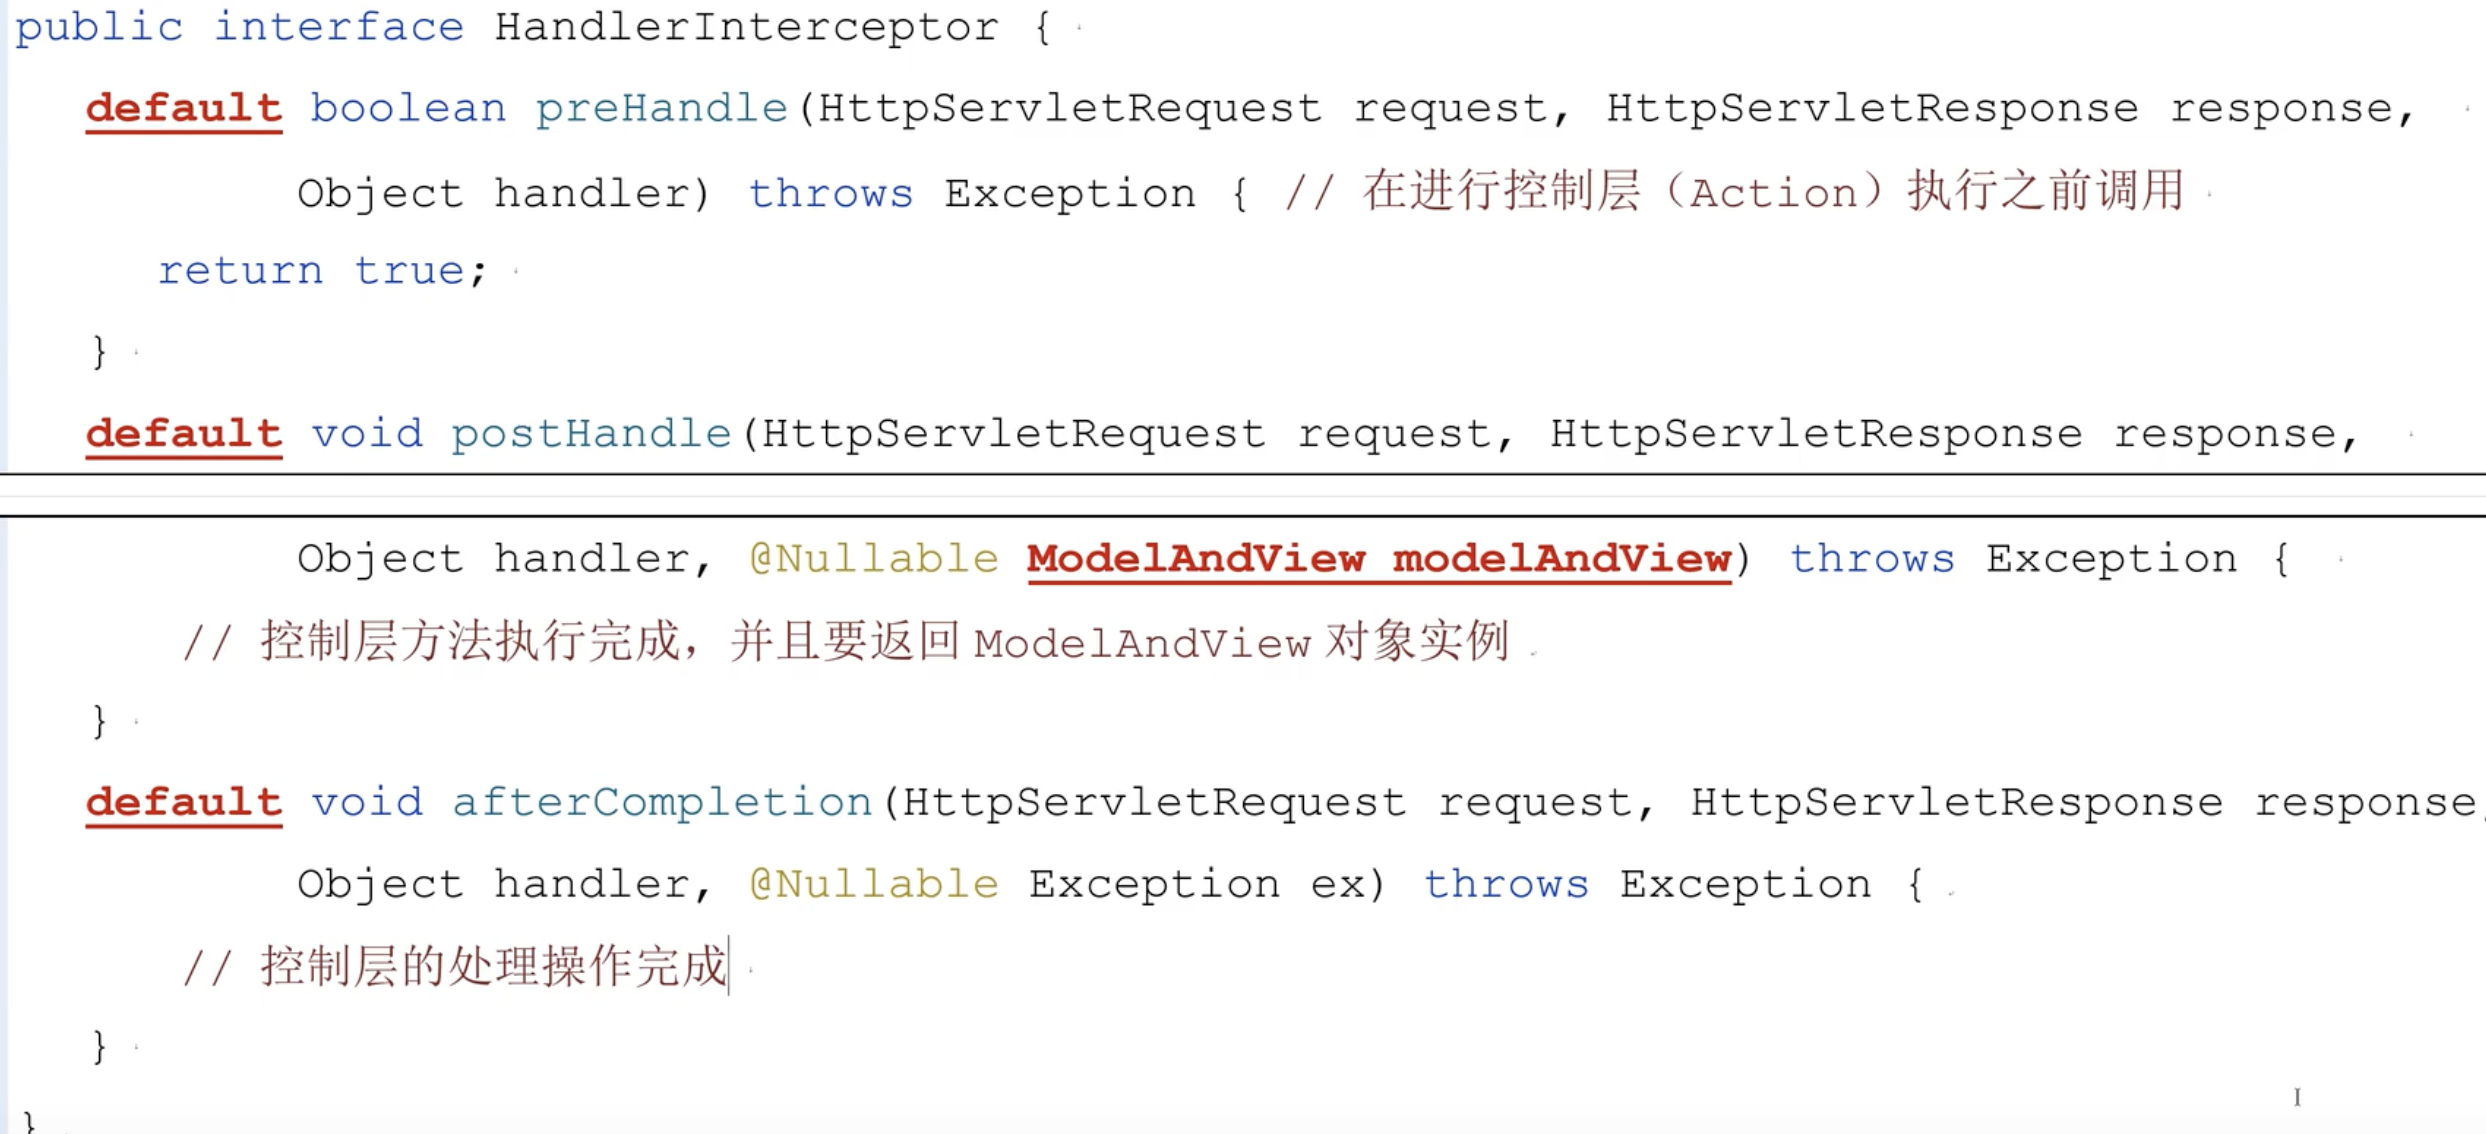 public interface HandlerInterceptor {
default boolean preHandle(HttpServletRequest request, HttpServletResponse response,
Object handler) throws Exception { // 在进行控制层（Action）执行之前调用
return true;
}
default void postHandle(HttpServletRequest request, HttpServletResponse response,
Object handler, @Nullable ModelAndView modelAndView) throws Exception {
// 控制层方法执行完成，并且要返回 ModelAndView 对象实例
}
default void afterCompletion(HttpServletRequest request, HttpServletResponse response,
Object handler, @Nullable Exception ex) throws Exception {
// 控制层的处理操作完成
}
}